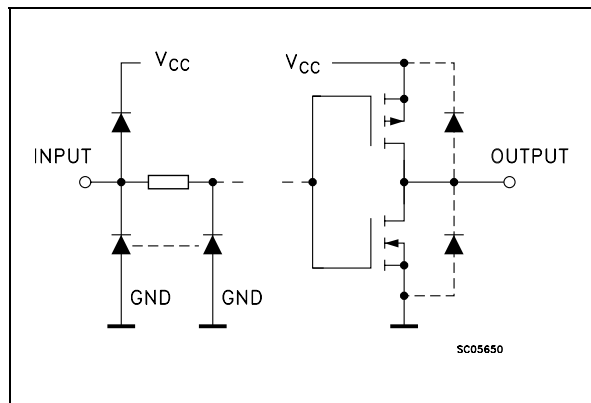 VCC
VCC
INPUT
OUTPUT
GND
GND
SC05650